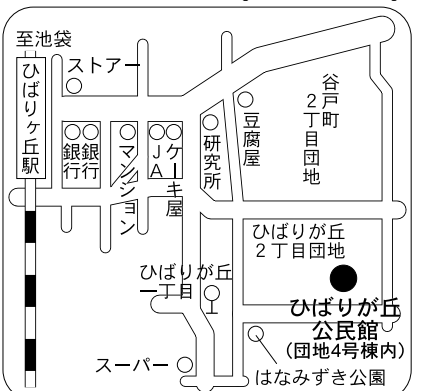 至池袋
ひばりヶ丘駅
ストアー
銀行
銀行
マンション
JA
ケーキ屋
研究所
豆腐屋
谷戸町
2丁目団地
ひばりが丘
2丁目団地
ひばりが丘
一丁目
ひばりが丘
公民館
(団地4号棟内)
スーパー
はなみずき公園